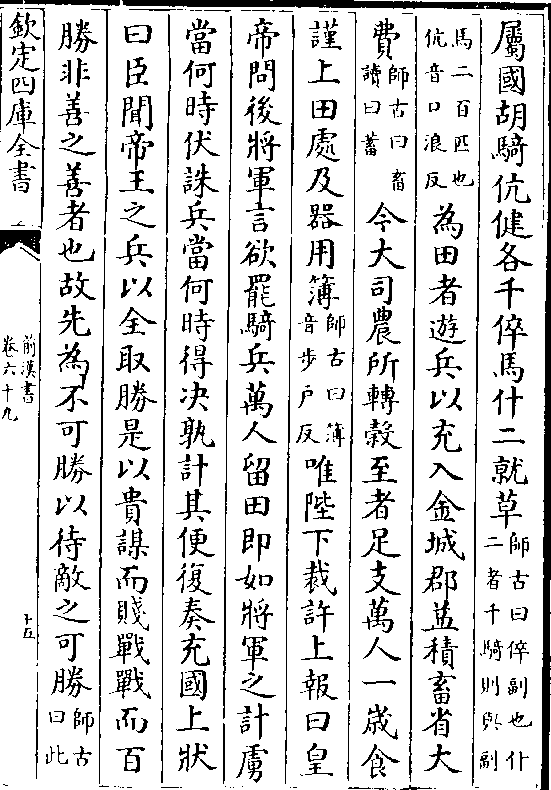 屬國胡騎伉健各千倅馬什二就草師古曰倅副也什二者千騎則與副
馬二百匹也伉音口浪反為田者遊兵以充入金城郡益積畜省大
費師古曰畜讀曰蓄今大司農所轉榖至者足支萬人一歲食
謹上田處及器用簿師古曰簿音步户反唯陛下裁許上報曰皇
帝問後將軍言欲罷騎兵萬人留田即如將軍之計虜
當何時伏誅兵當何時得決孰計其便復奏充國上狀
曰臣聞帝王之兵以全取勝是以貴謀而賤戰戰而百
勝非善之善者也故先為不可勝以待敵之可勝師古曰此
欽定四庫全書
前漢書
卷六十九
十五